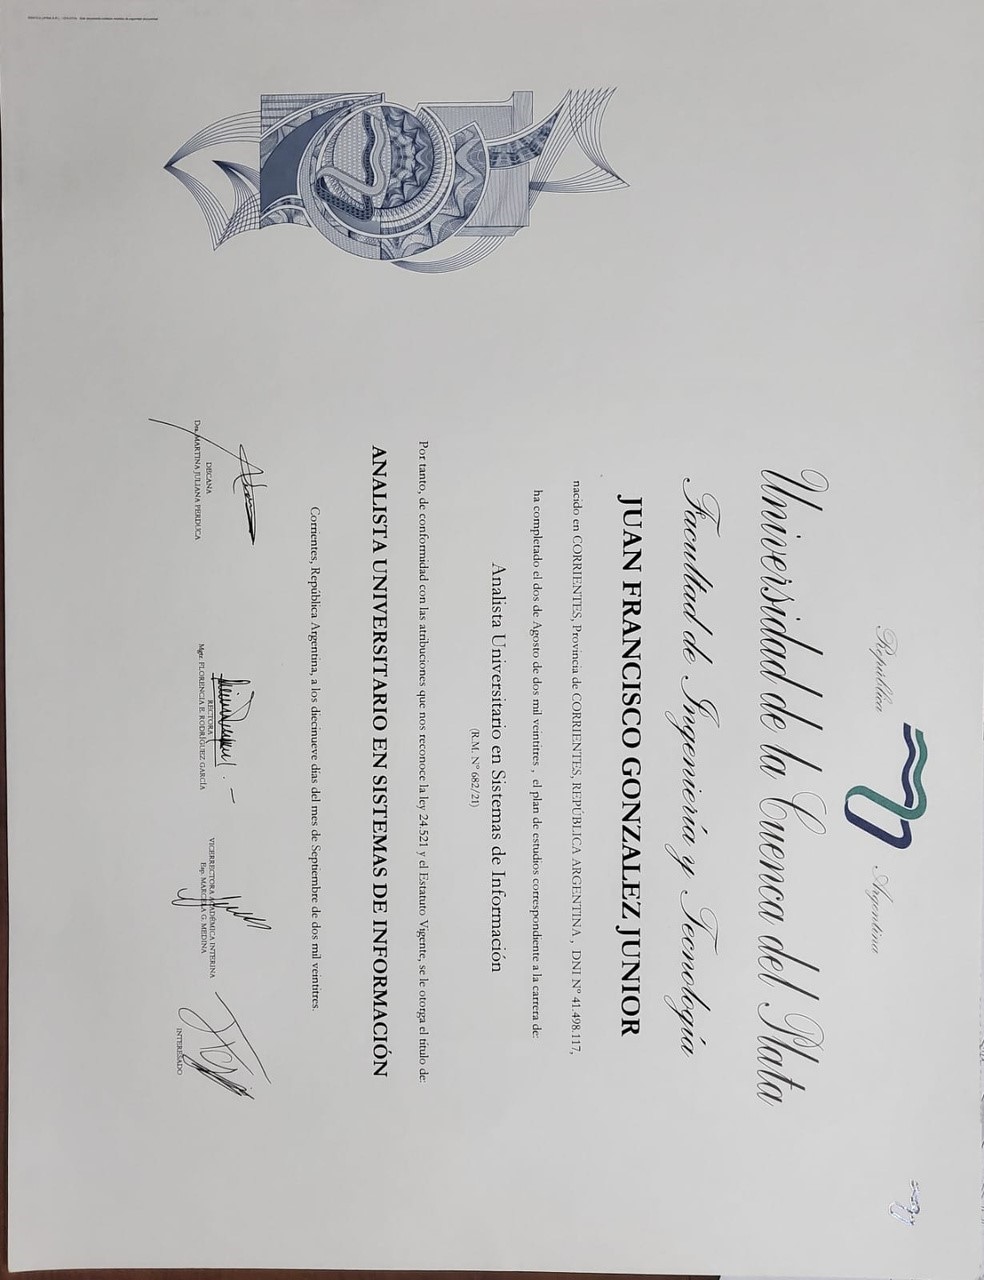 República Argentina
Universidad de la Cuenca del Plata
Facultad de Ingeniería y Tecnología
JUAN FRANCISCO GONZALEZ JUNIOR
nacido en CORRIENTES, Provincia de CORRIENTES, REPÚBLICA ARGENTINA , DNI Nº 41.498.117,
ha completado el dos de Agosto de dos mil veintitres , el plan de estudios correspondiente a la carrera de:
Analista Universitario en Sistemas de Información
(R.M. Nº 682/21)
Por tanto, de conformidad con las atribuciones que nos reconoce la ley 24.521 y el Estatuto Vigente, se le otorga el título de:
ANALISTA UNIVERSITARIO EN SISTEMAS DE INFORMACIÓN
Corrientes, República Argentina, a los diecinueve días del mes de Septiembre de dos mil veintitres.
DECANA
Dra. MARTINA JULIANA PERDUCA
RECTORA
Mgtr. FLORENCIA E. RODRÍGUEZ GARCÍA
VICERRECTORA ACADÉMICA INTERINA
Esp. MARCELA G. MEDINA
INTERESADO